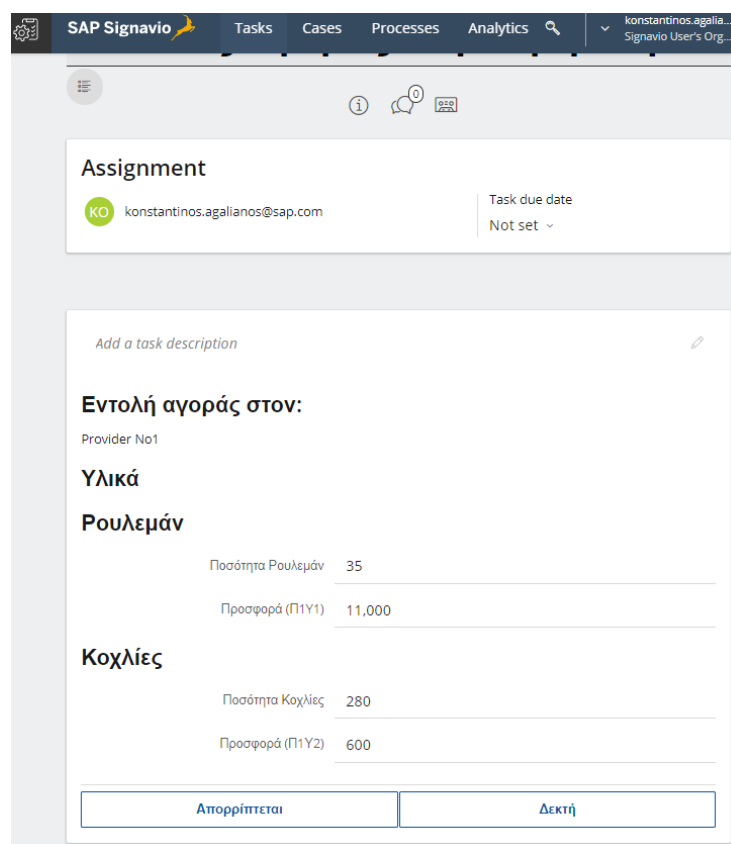 SAP Signavio Tasks Cases Processes Analytics konstantinos.agalia...
Signavio User's Org...
0
Assignment
KO konstantinos.agalianos@sap.com
Task due date
Not set
Add a task description
Εντολή αγοράς στον:
Provider No1
Υλικά
Ρουλεμάν
Ποσότητα Ρουλεμάν 35
Προσφορά (Π1Υ1) 11,000
Κοχλίες
Ποσότητα Κοχλίες 280
Προσφορά (Π1Υ2) 600
Απορρίπτεται Δεκτή